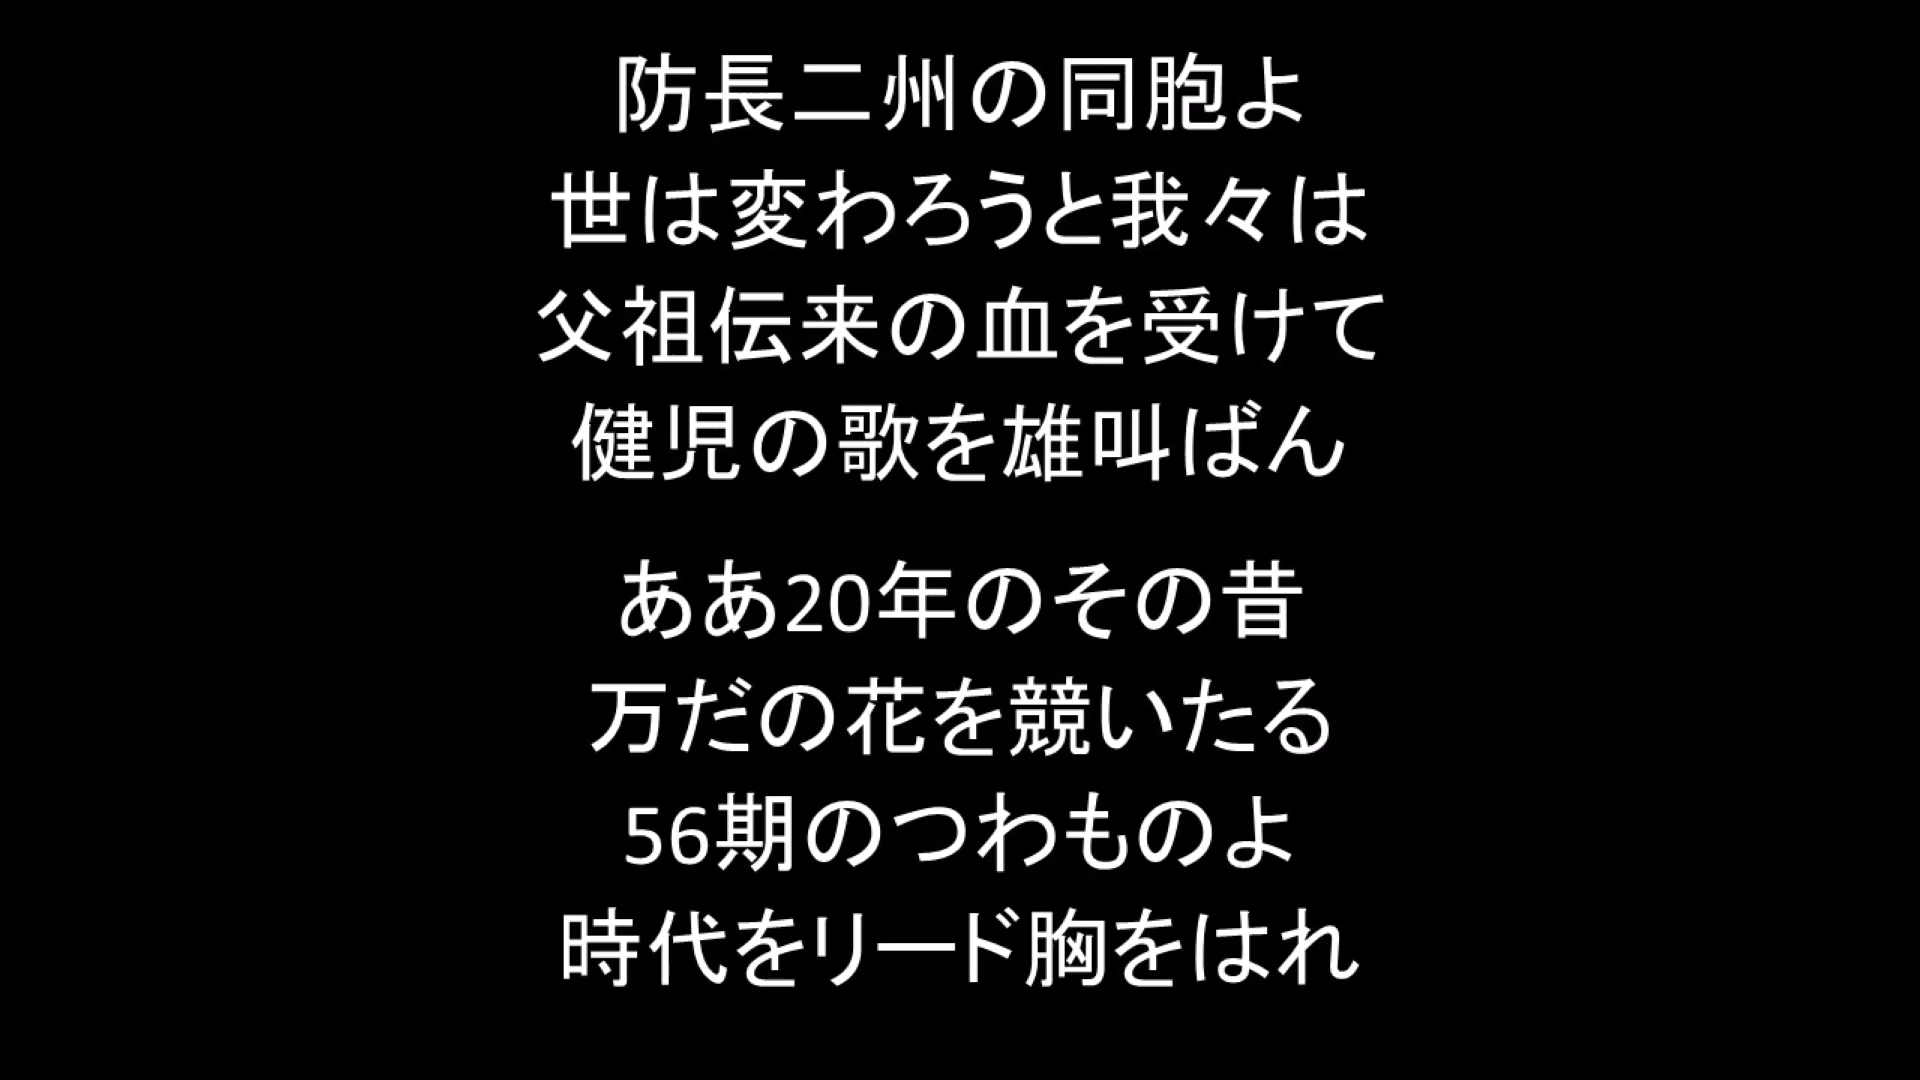 防長二州の同胞よ
世は変わろうと我々は
父祖伝来の血を受けて
健児の歌を雄叫ばん
ああ20年のその昔
万だの花を競いたる
56期のつわものよ
時代をリード胸をはれ